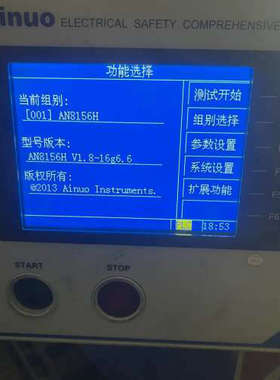 inuo ELECTRICAL SAFETY COMPREHENSIVE
功能选择
当前组别:
[001] AN8156H
型号版本:
AN8156H V1.8-16g6.6
版权所有:
©2013 Ainuo Instruments.
测试开始
组别选择
参数设置
系统设置
扩展功能
18:53
F6
START
STOP